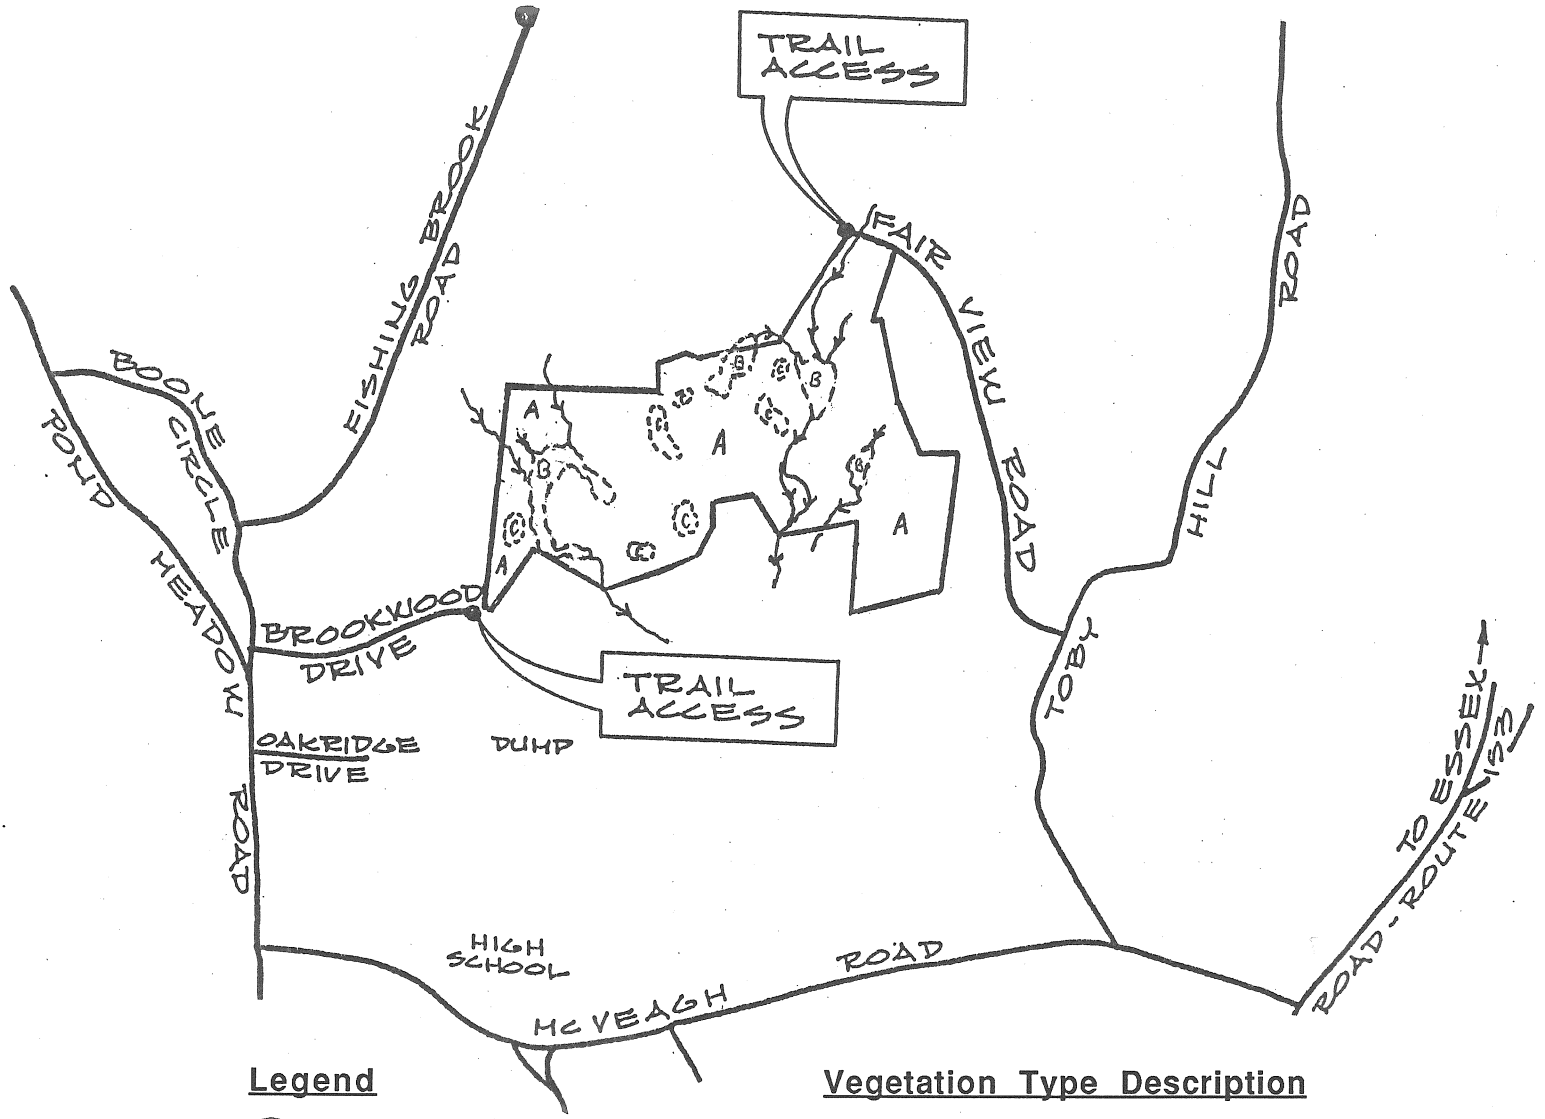 TRAIL
ACCESS
FISHING BROOK
ROAD
FAIR VIEW ROAD
ROAD
HILL
TOBY
BOONE CIRCLE
POND MEADOW ROAD
A
B
C
B
C
B
C
C
A
B
A
B
C
C
A
BROOKWOOD
DRIVE
TRAIL
ACCESS
OAKRIDGE
DRIVE
DUMP
TO ESSEX
ROAD-ROUTE 153
HIGH
SCHOOL
MCVEAGH ROAD
Legend
Vegetation Type Description